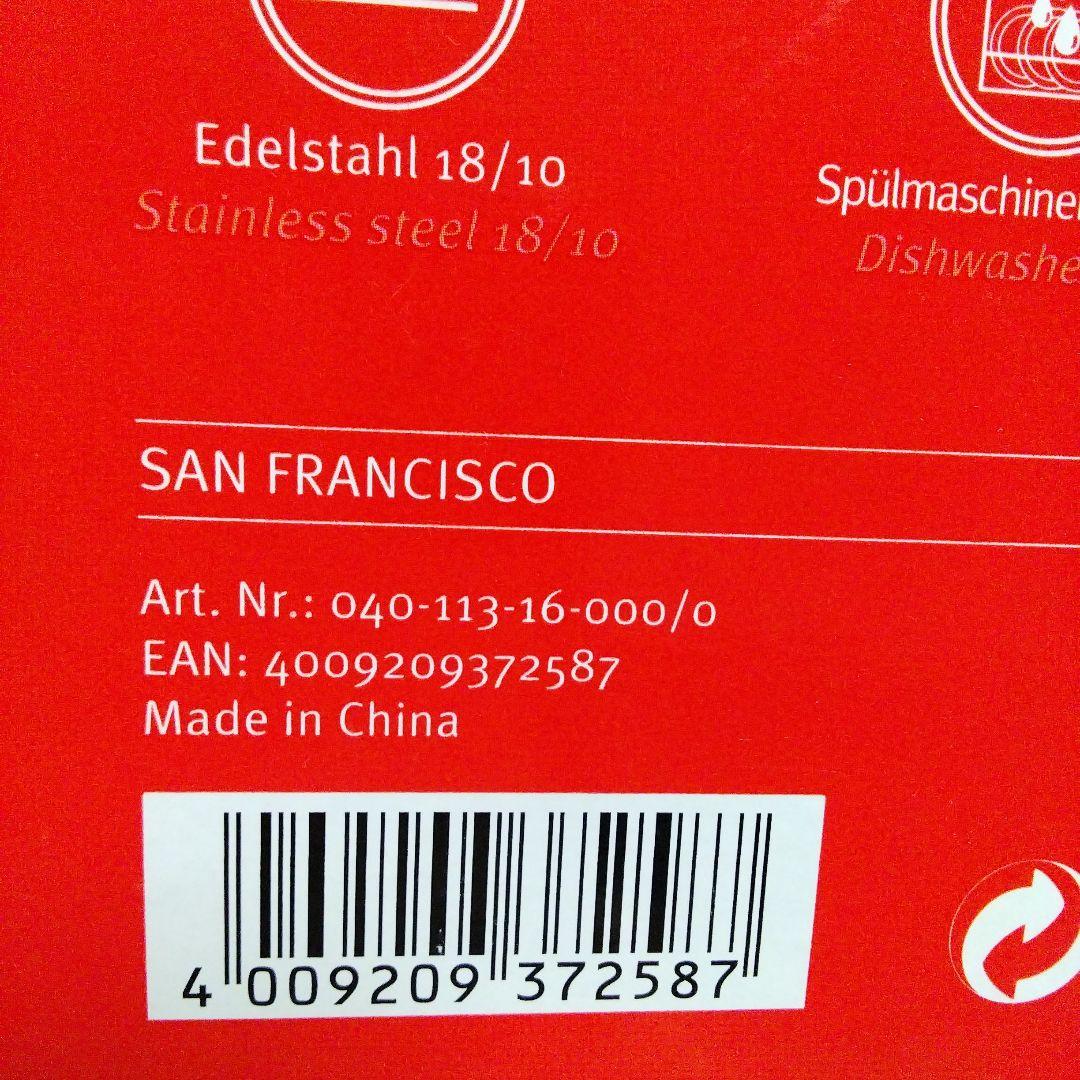 Edelstahl 18/10
Stainless steel 18/10
SAN FRANCISCO
Art. Nr.: 040-113-16-000/0
EAN: 4009209372587
Made in China
4 009209 372587
Spülmaschine
Dishwashe